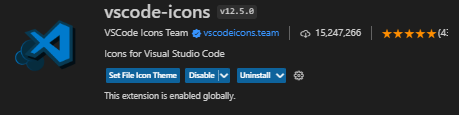 vscode-icons v12.5.0
VSCode Icons Team vscodeicons.team 15,247,266 (43
Icons for Visual Studio Code
Set File Icon Theme Disable Uninstall
This extension is enabled globally.